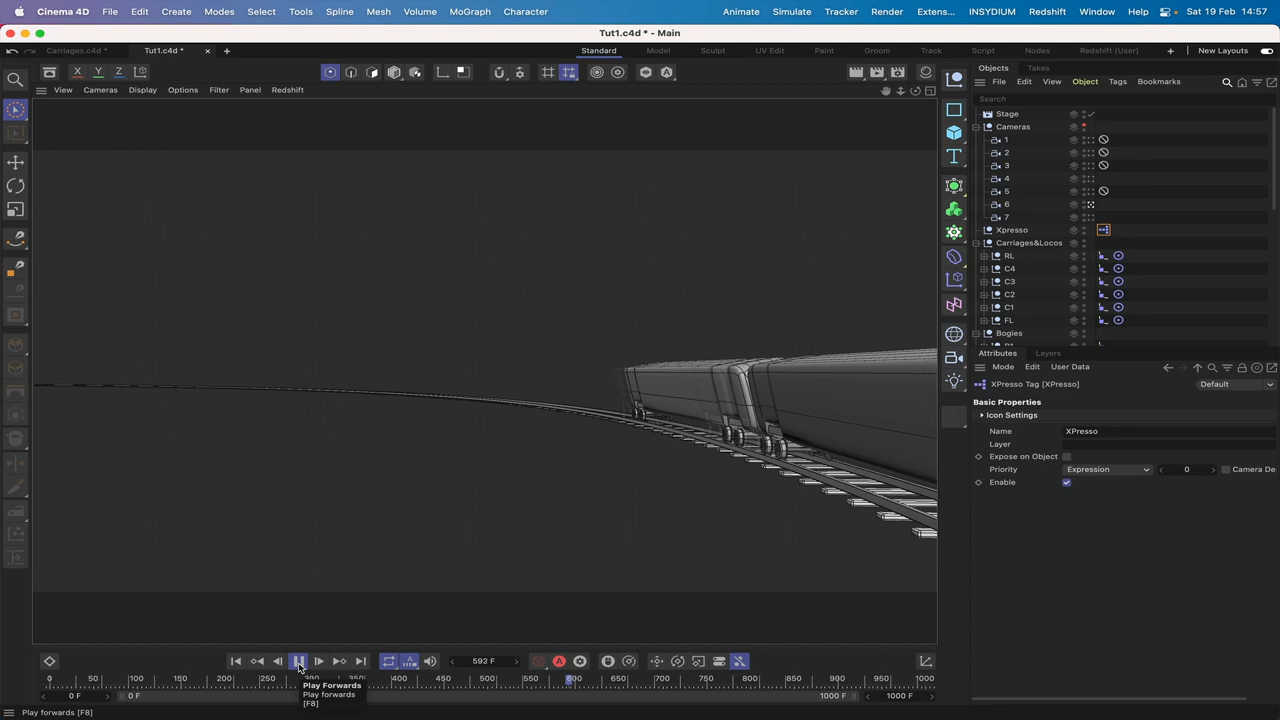 Cinema 4D File Edit Create Modes Select Tools Spline Mesh Volume MoGraph Character Animate Simulate Tracker Render Extens... INSYDIUM Redshift Window Help Sat 19 Feb 14:57
Tut1.c4d * - Main
Carriages.c4d * Tut1.c4d * Standard Model Sculpt UV Edit Paint Groom Track Script Nodes Redshift (User) New Layouts
X Y Z
View Cameras Display Options Filter Panel Redshift
Objects Takes
File Edit View Object Tags Bookmarks
Search
Stage
Cameras
1
2
3
4
5
6
7
Xpresso
Carriages&Locos
RL
C4
C3
C2
C1
FL
Bogies
Attributes Layers
Mode Edit User Data
XPresso Tag [XPresso] Default
Basic Properties
Icon Settings
Name XPresso
Layer
Expose on Object
Priority Expression 0 Camera De
Enable
592 F
0 50 100 150 200 250 300 350 400 450 500 550 600 650 700 750 800 850 900 950 1000
0 F 0 F 1000 F 1000 F
Play Forwards
Play forwards
[F8]
Play forwards [F8]